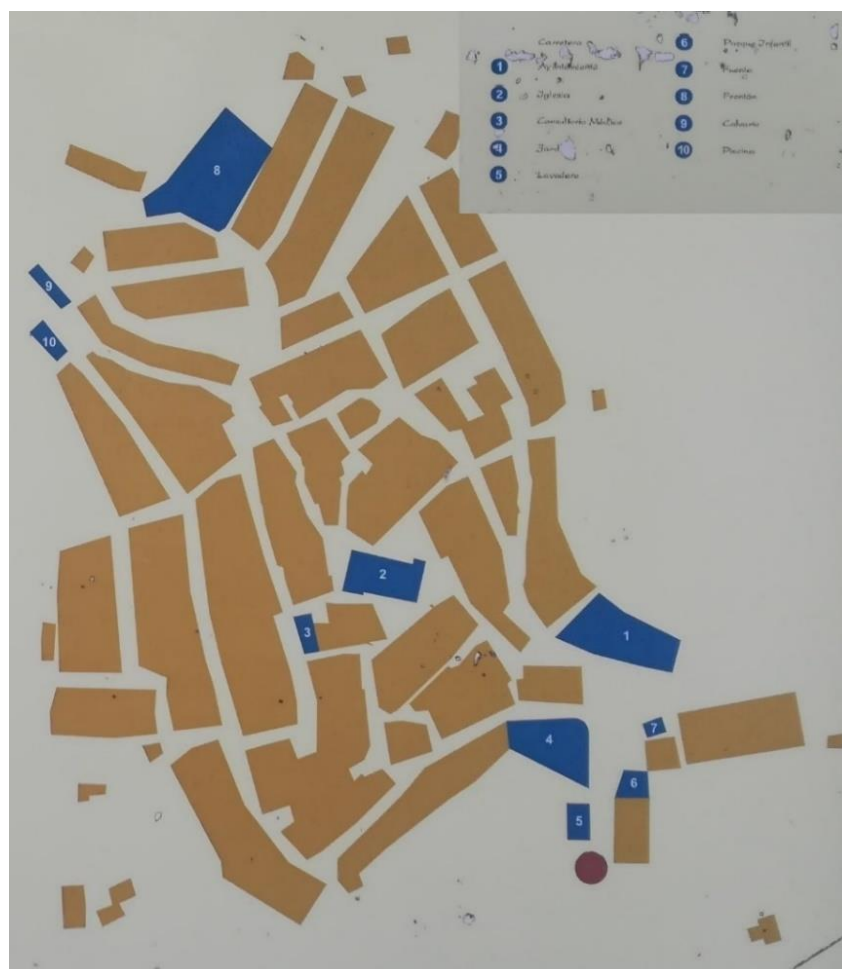 Carretera
1 Ayuntamiento
2 Iglesia
3 Consultorio Médico
4
5 Lavadero
6 Parque Infantil
7 Fuente
8 Frontón
9 Calvario
10 Piscina
8
9
10
2
3
1
7
4
6
5